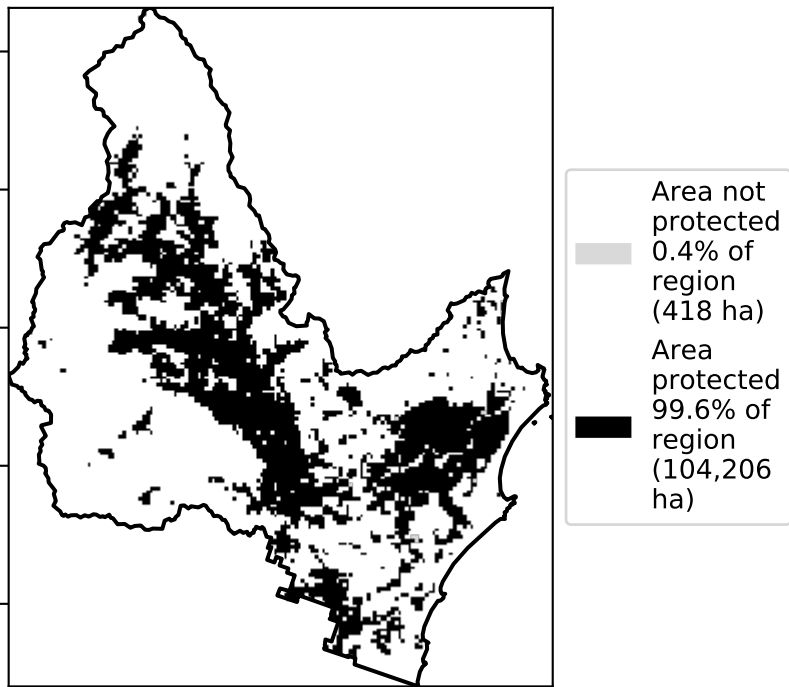 Area not
protected
0.4% of
region
(418 ha)
Area
protected
99.6% of
region
(104,206
ha)